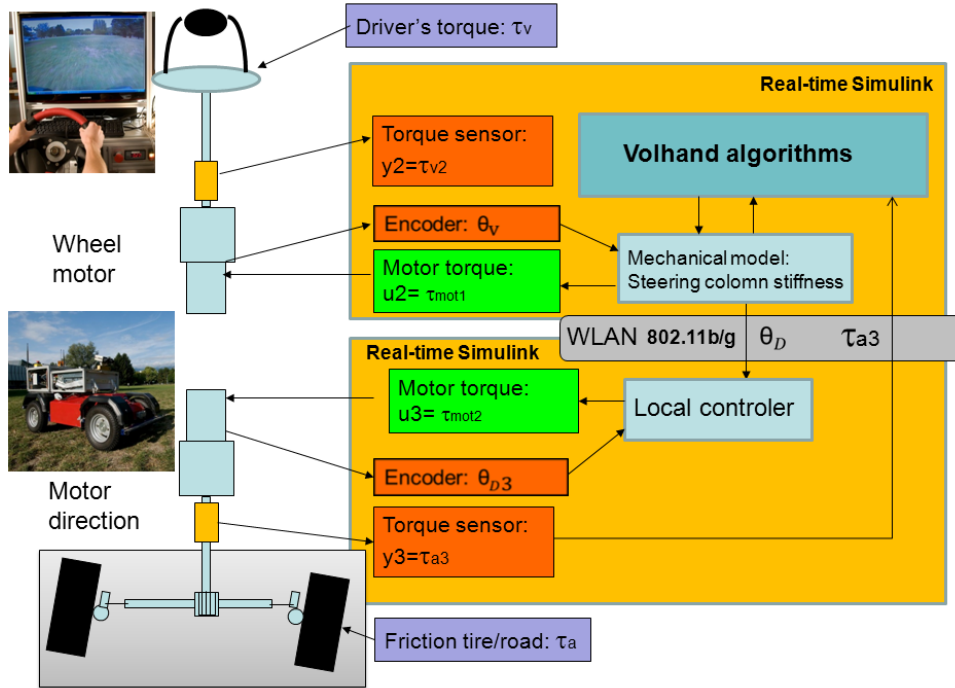 Driver's torque: τv
Real-time Simulink
Torque sensor:
y2=τv2
Volhand algorithms
Encoder: θv
Wheel
motor
Motor torque:
u2= τmot1
Mechanical model:
Steering colomn stiffness
WLAN 802.11b/g θD τa3
Real-time Simulink
Motor torque:
u3= τmot2
Local controler
Encoder: θD3
Motor
direction
Torque sensor:
y3=τa3
Friction tire/road: τa